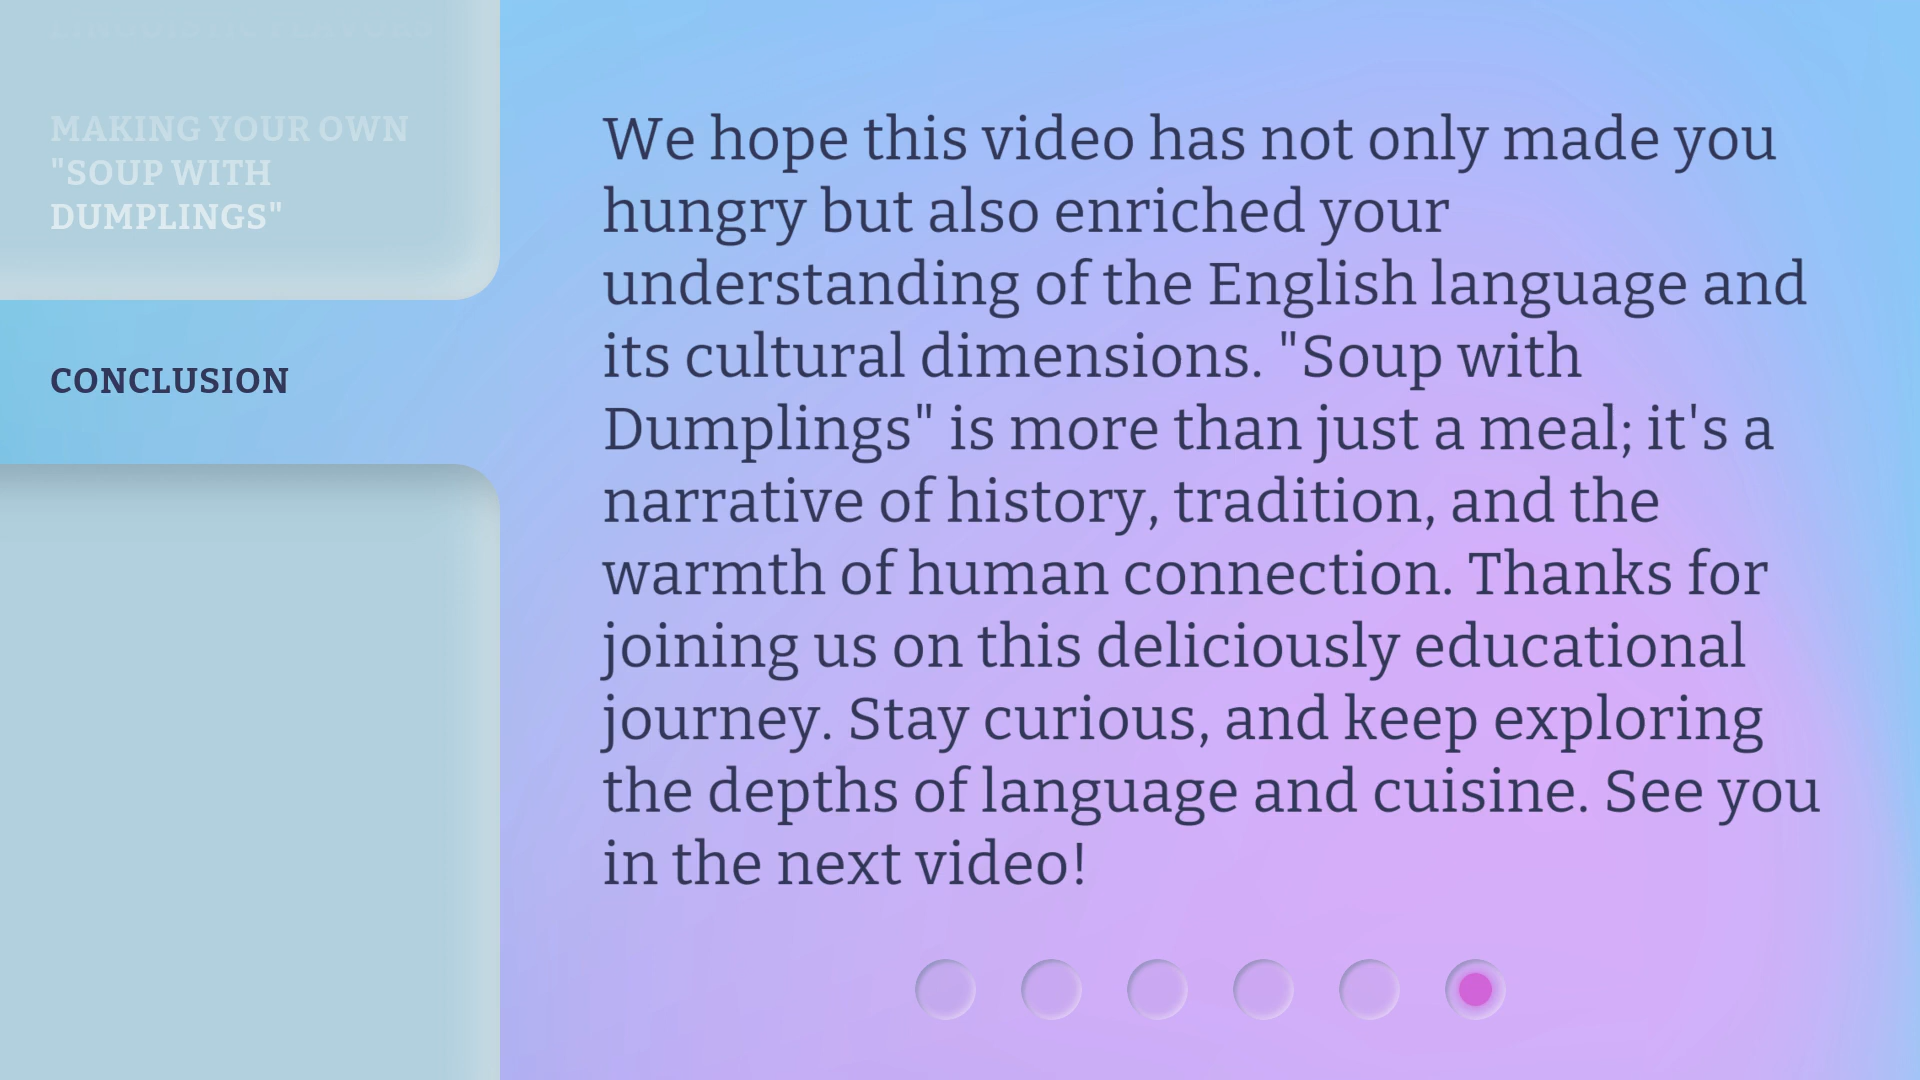 MAKING YOUR OWN
"SOUP WITH
DUMPLINGS"
CONCLUSION
We hope this video has not only made you
hungry but also enriched your
understanding of the English language and
its cultural dimensions. "Soup with
Dumplings" is more than just a meal; it's a
narrative of history, tradition, and the
warmth of human connection. Thanks for
joining us on this deliciously educational
journey. Stay curious, and keep exploring
the depths of language and cuisine. See you
in the next video!